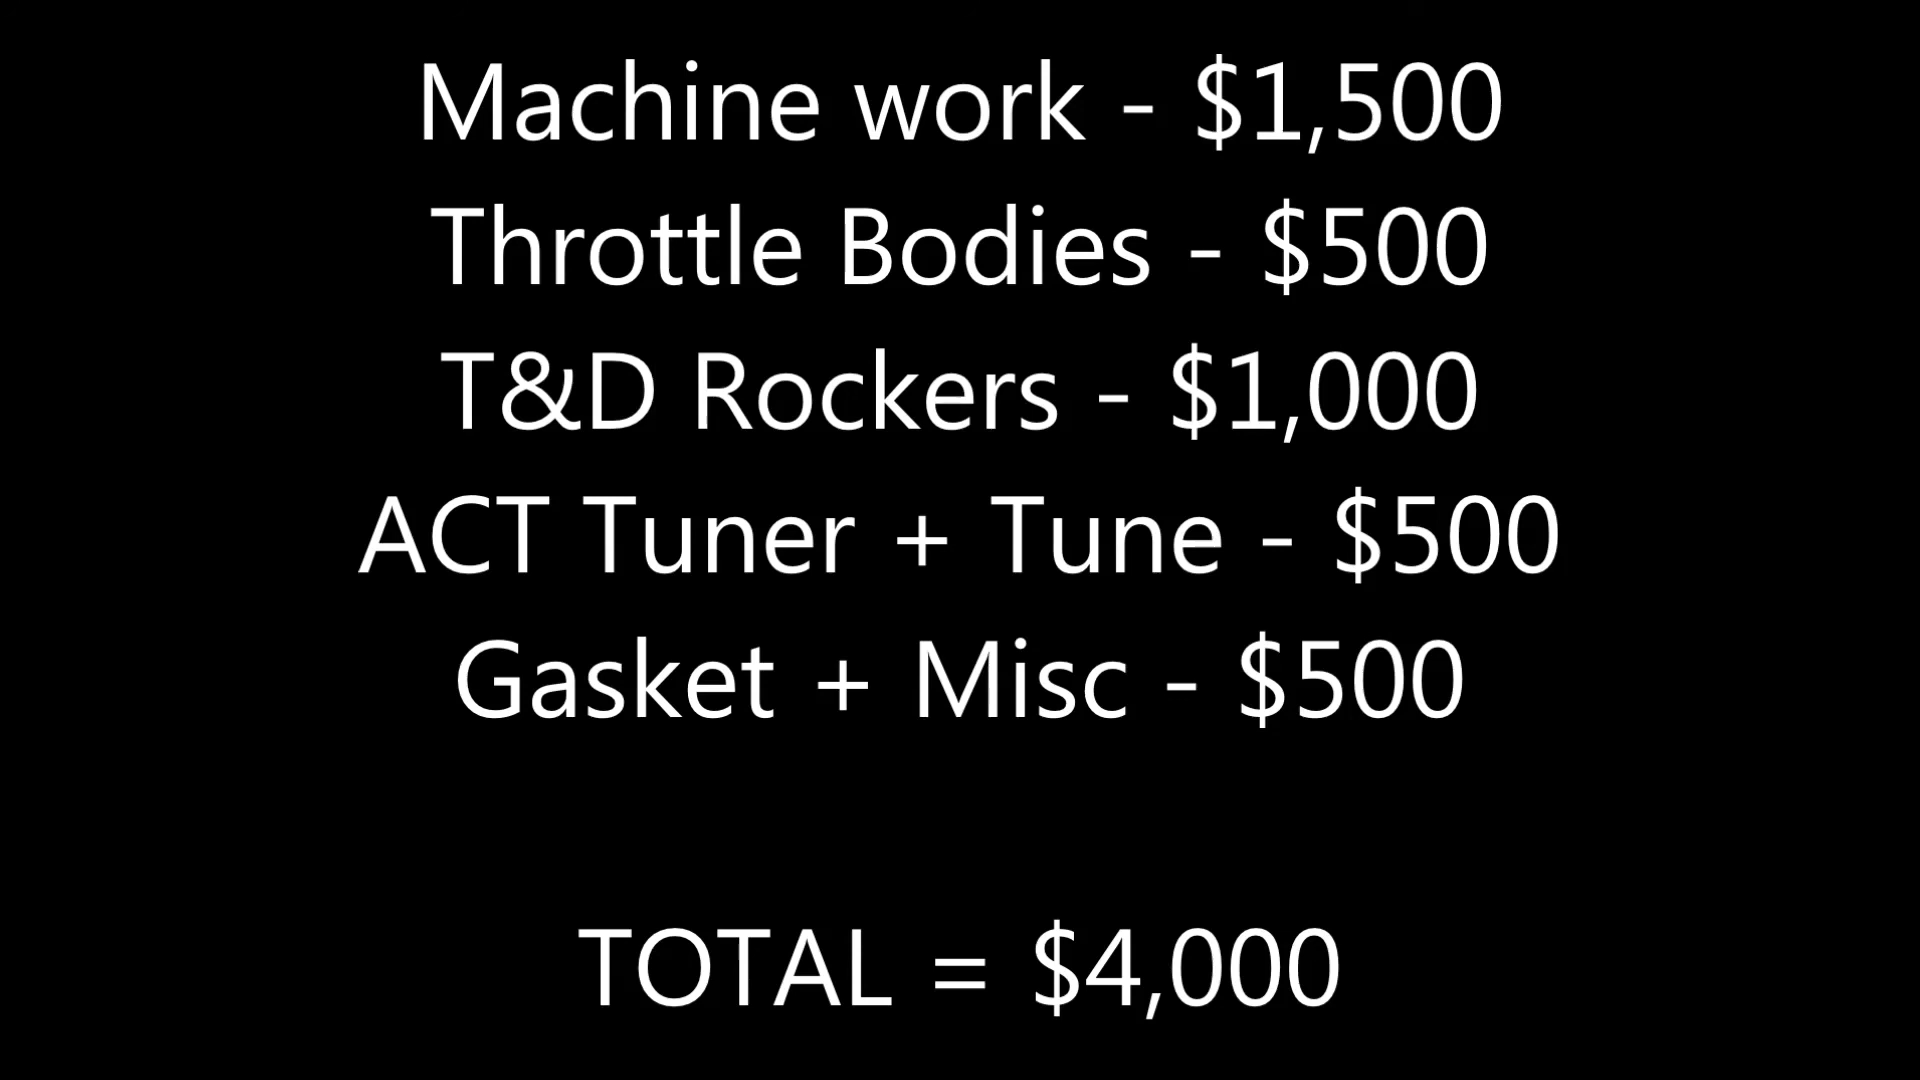 Machine work - $1,500
Throttle Bodies - $500
T&D Rockers - $1,000
ACT Tuner + Tune - $500
Gasket + Misc - $500
TOTAL = $4,000